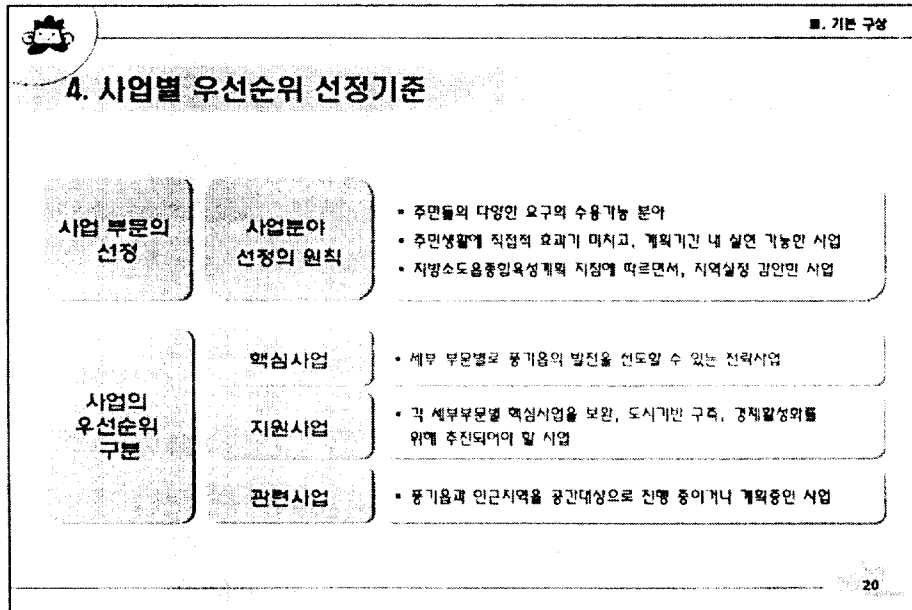 Ⅲ. 기본 구상
4. 사업별 우선순위 선정기준
사업 부문의
선정
사업분야
선정의 원칙
• 주민들의 다양한 요구의 수용가능 분야
• 주민생활에 직접적 효과가 미치고, 계획기간 내 실현 가능한 사업
• 지방소도읍종합육성계획 지침에 따르면서, 지역실정 감안한 사업
사업의
우선순위
구분
핵심사업
• 세부 부문별로 풍기읍의 발전을 선도할 수 있는 전략사업
지원사업
• 각 세부부문별 핵심사업을 보완, 도시기반 구축, 경제활성화를
위해 추진되어야 할 사업
관련사업
• 풍기읍과 인근지역을 공간대상으로 진행 중이거나 계획중인 사업
20